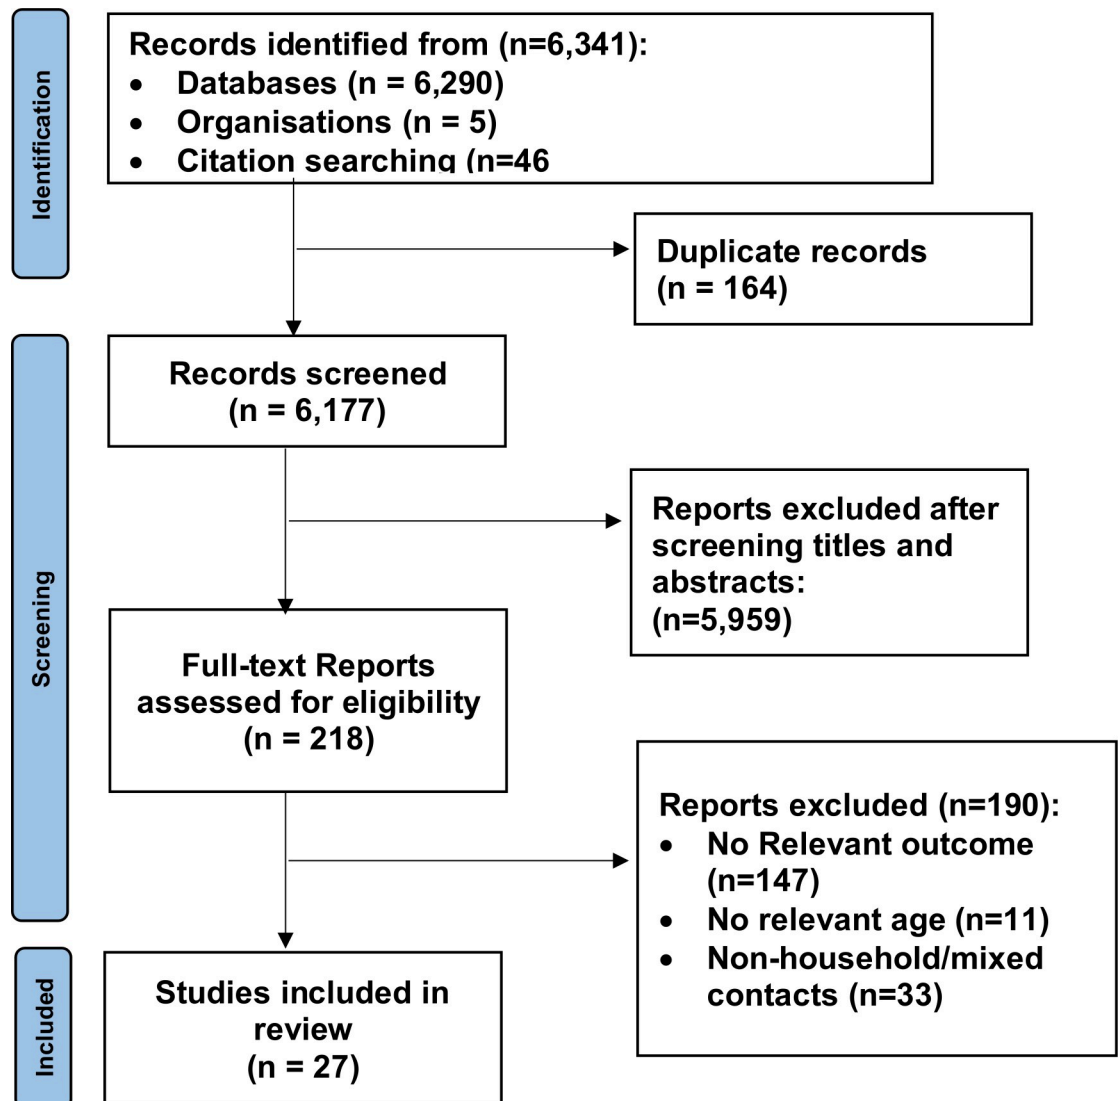 Identification
Records identified from (n=6,341):
• Databases (n = 6,290)
• Organisations (n = 5)
• Citation searching (n=46
Duplicate records
(n = 164)
Screening
Records screened
(n = 6,177)
Reports excluded after
screening titles and
abstracts:
(n=5,959)
Full-text Reports
assessed for eligibility
(n = 218)
Reports excluded (n=190):
• No Relevant outcome
(n=147)
• No relevant age (n=11)
• Non-household/mixed
contacts (n=33)
Included
Studies included in
review
(n = 27)